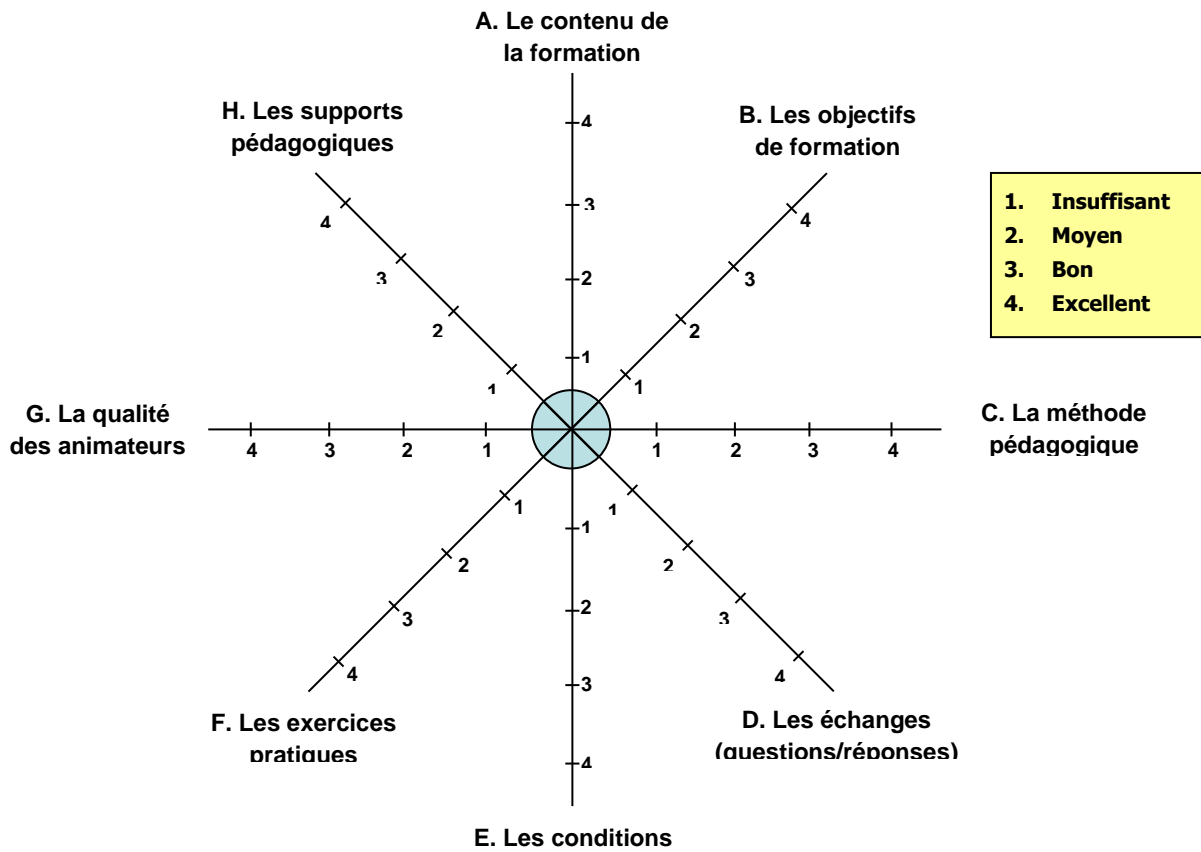 A. Le contenu de
la formation
H. Les supports
pédagogiques
B. Les objectifs
de formation
4
3
2
1
4
3
2
1
4
3
2
1
1. Insuffisant
2. Moyen
3. Bon
4. Excellent
G. La qualité
des animateurs
C. La méthode
pédagogique
4 3 2 1
1 2 3 4
1
2
3
4
1
2
3
4
1
2
3
4
F. Les exercices
pratiques
D. Les échanges
(questions/réponses)
E. Les conditions